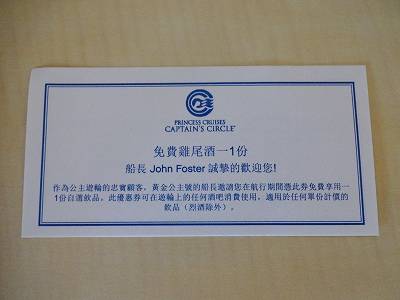 PRINCESS CRUISES
CAPTAIN'S CIRCLE
免費雞尾酒一1份
船長 John Foster 誠摯的歡迎您!
作為公主遊輪的忠實顧客，黃金公主號的船長邀請您在航行期間憑此券免費享用一
1份自選飲品。此優惠券可在遊輪上的任何酒吧消費使用，適用於任何單份計價的
飲品（烈酒除外）。